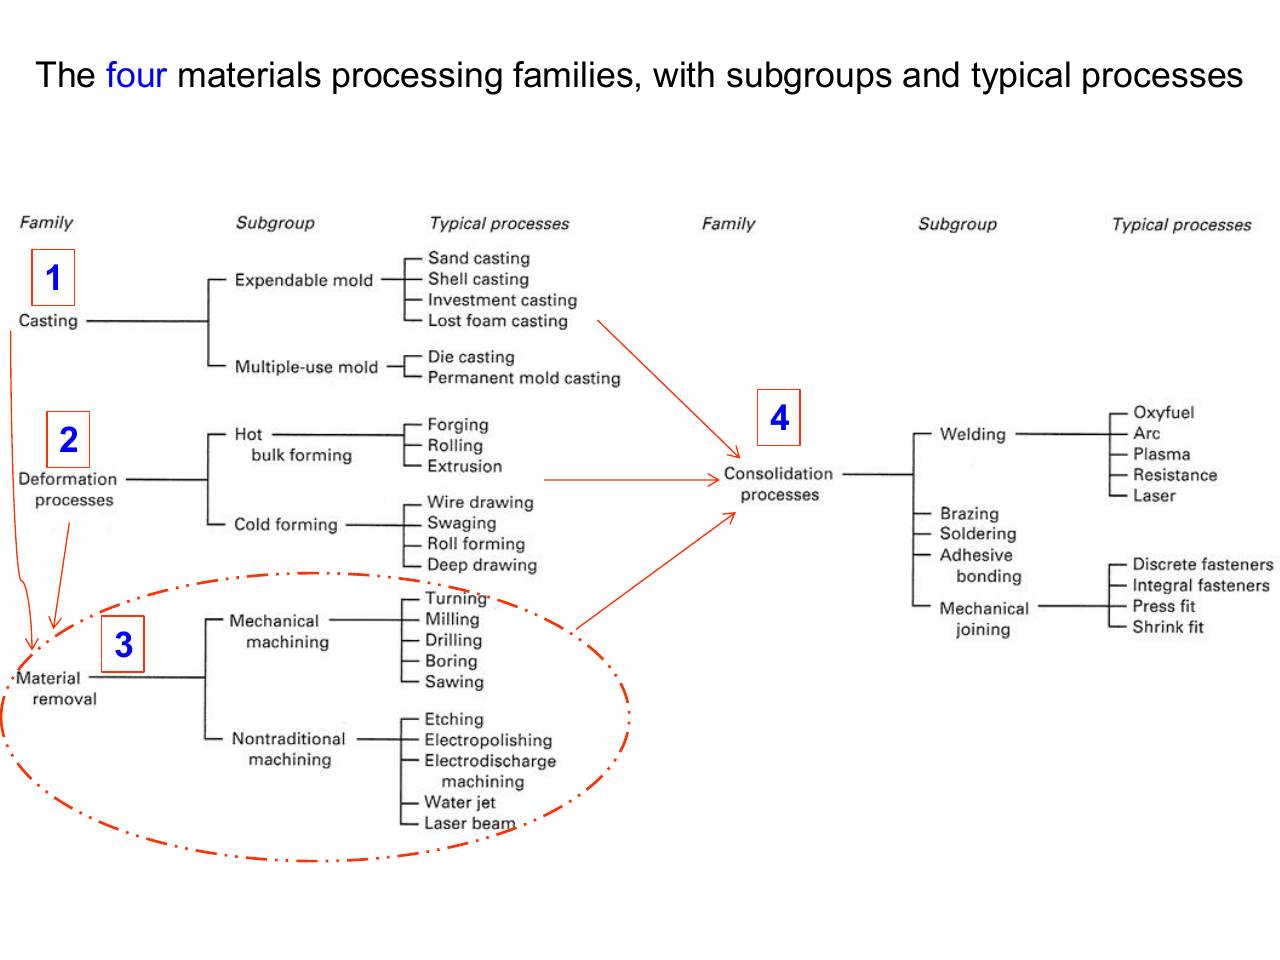 The four materials processing families, with subgroups and typical processes
Family
Subgroup
Typical processes
1
Casting
Expendable mold
Sand casting
Shell casting
Investment casting
Lost foam casting
Multiple-use mold
Die casting
Permanent mold casting
2
Deformation
processes
Hot
bulk forming
Forging
Rolling
Extrusion
Cold forming
Wire drawing
Swaging
Roll forming
Deep drawing
3
Material
removal
Mechanical
machining
Turning
Milling
Drilling
Boring
Sawing
Nontraditional
machining
Etching
Electropolishing
Electrodischarge
machining
Water jet
Laser beam
Family
Subgroup
Typical processes
4
Consolidation
processes
Welding
Oxyfuel
Arc
Plasma
Resistance
Laser
Brazing
Soldering
Adhesive
bonding
Mechanical
joining
Discrete fasteners
Integral fasteners
Press fit
Shrink fit